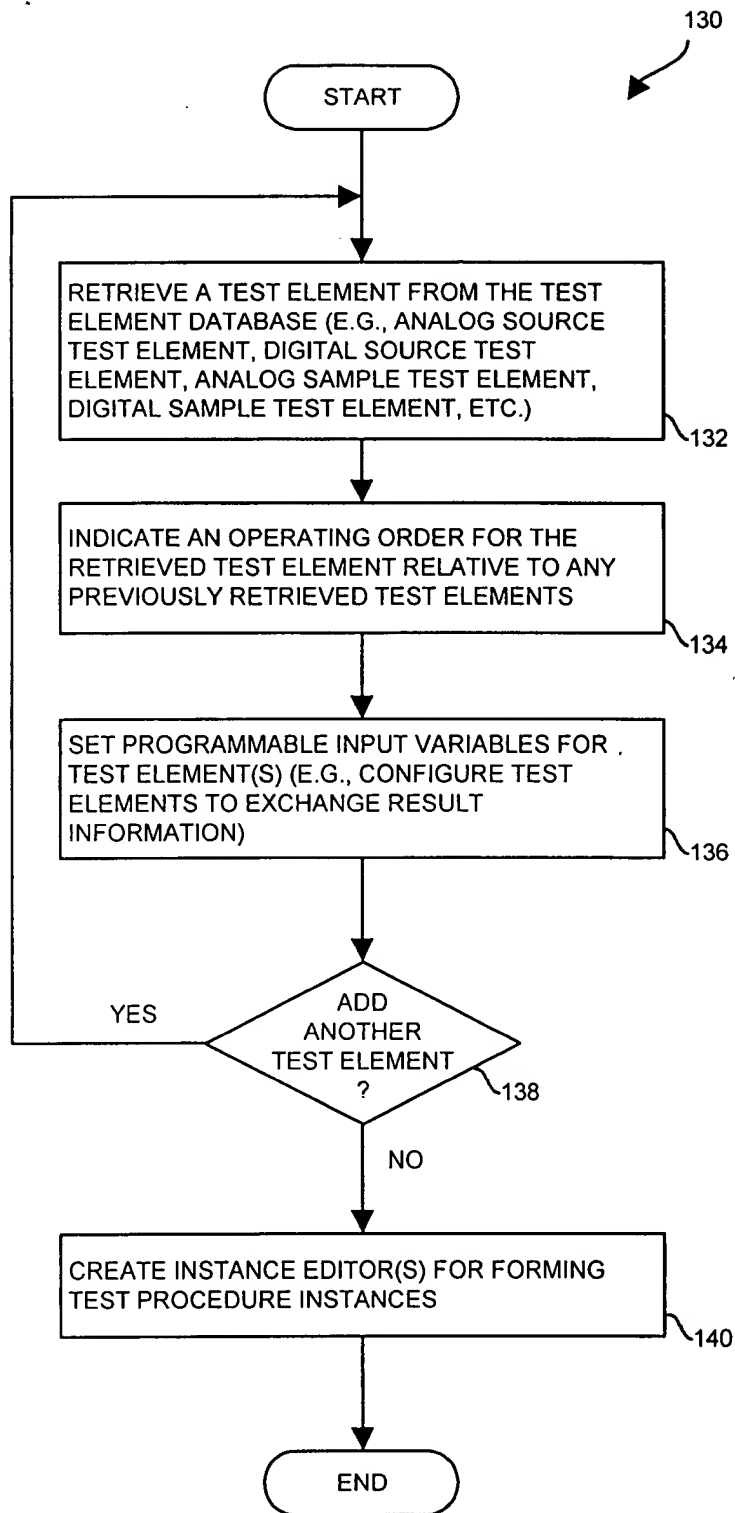 130
START
RETRIEVE A TEST ELEMENT FROM THE TEST
ELEMENT DATABASE (E.G., ANALOG SOURCE
TEST ELEMENT, DIGITAL SOURCE TEST
ELEMENT, ANALOG SAMPLE TEST ELEMENT,
DIGITAL SAMPLE TEST ELEMENT, ETC.)
132
INDICATE AN OPERATING ORDER FOR THE
RETRIEVED TEST ELEMENT RELATIVE TO ANY
PREVIOUSLY RETRIEVED TEST ELEMENTS
134
SET PROGRAMMABLE INPUT VARIABLES FOR
TEST ELEMENT(S) (E.G., CONFIGURE TEST
ELEMENTS TO EXCHANGE RESULT
INFORMATION)
136
YES
ADD
ANOTHER
TEST ELEMENT
?
138
NO
CREATE INSTANCE EDITOR(S) FOR FORMING
TEST PROCEDURE INSTANCES
140
END